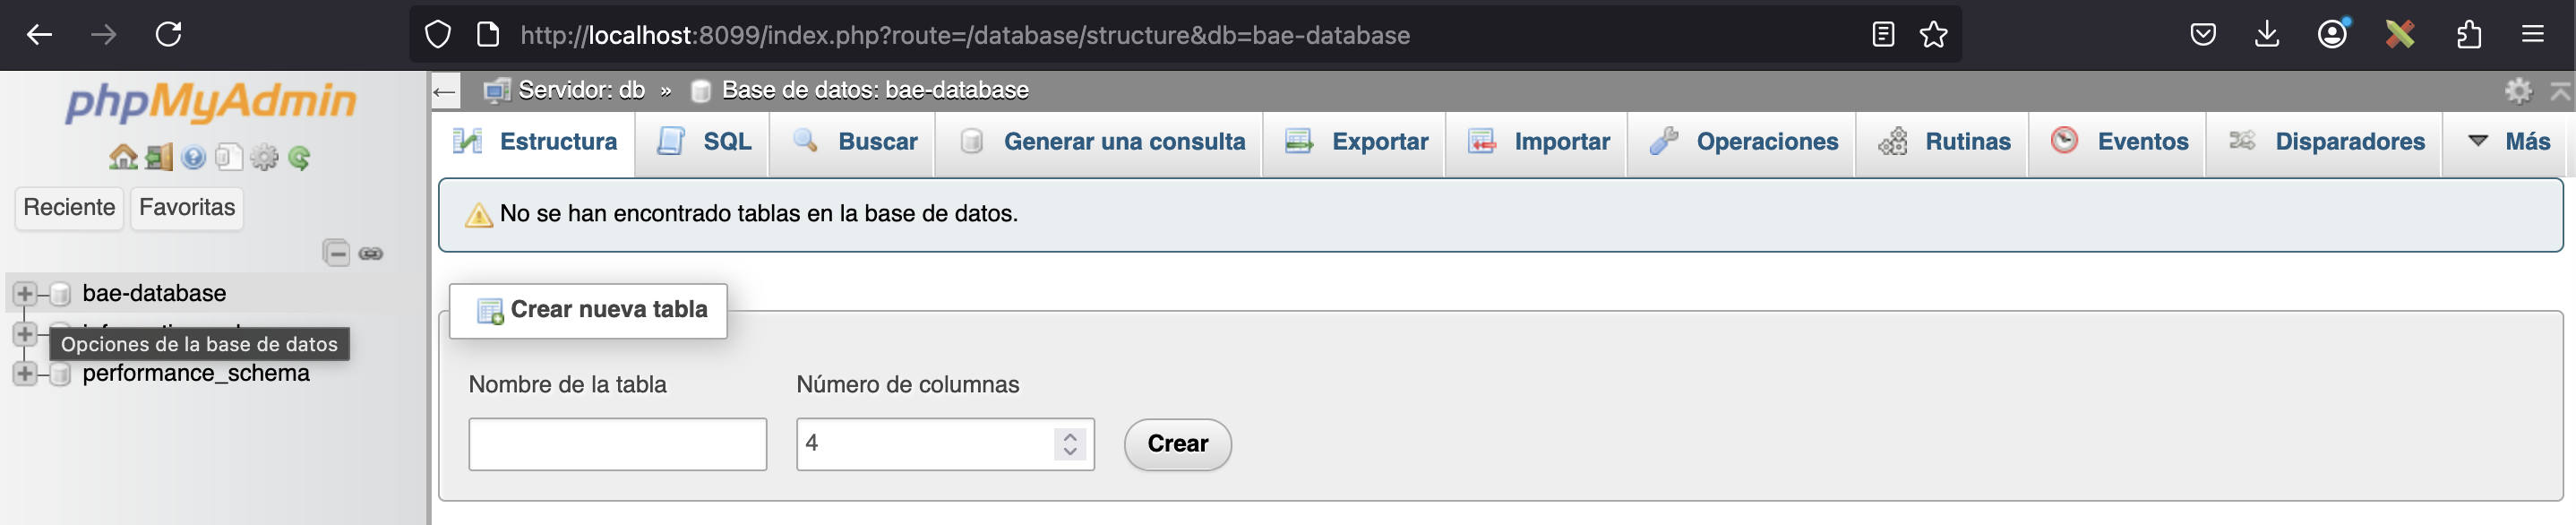 http://localhost:8099/index.php?route=/database/structure&db=bae-database
phpMyAdmin
Reciente Favoritas
bae-database
Opciones de la base de datos
performance_schema
Servidor: db » Base de datos: bae-database
Estructura SQL Buscar Generar una consulta Exportar Importar Operaciones Rutinas Eventos Disparadores Más
No se han encontrado tablas en la base de datos.
Crear nueva tabla
Nombre de la tabla Número de columnas
4 Crear